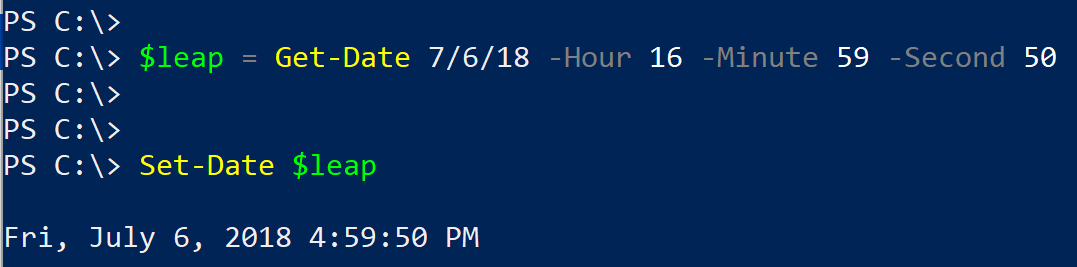 PS C:\>
PS C:\> $leap = Get-Date 7/6/18 -Hour 16 -Minute 59 -Second 50
PS C:\>
PS C:\>
PS C:\> Set-Date $leap
Fri, July 6, 2018 4:59:50 PM